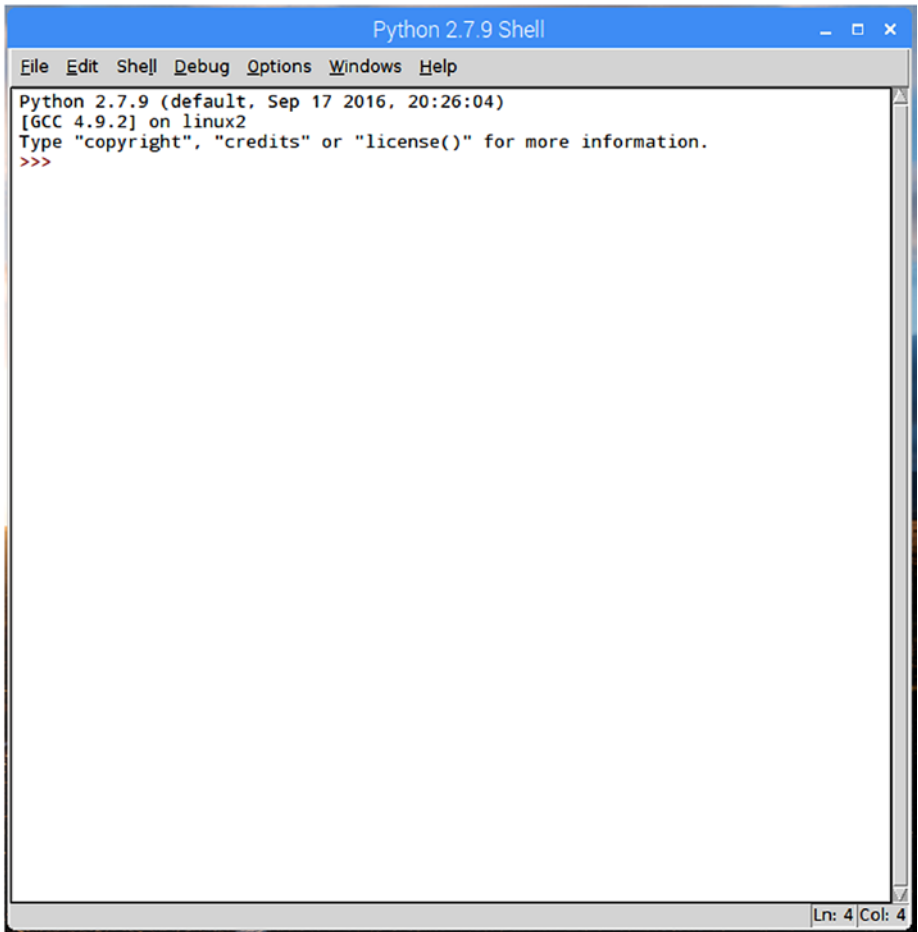 Python 2.7.9 Shell
File Edit Shell Debug Options Windows Help
Python 2.7.9 (default, Sep 17 2016, 20:26:04)
[GCC 4.9.2] on linux2
Type "copyright", "credits" or "license()" for more information.
>>>
Ln: 4 Col: 4